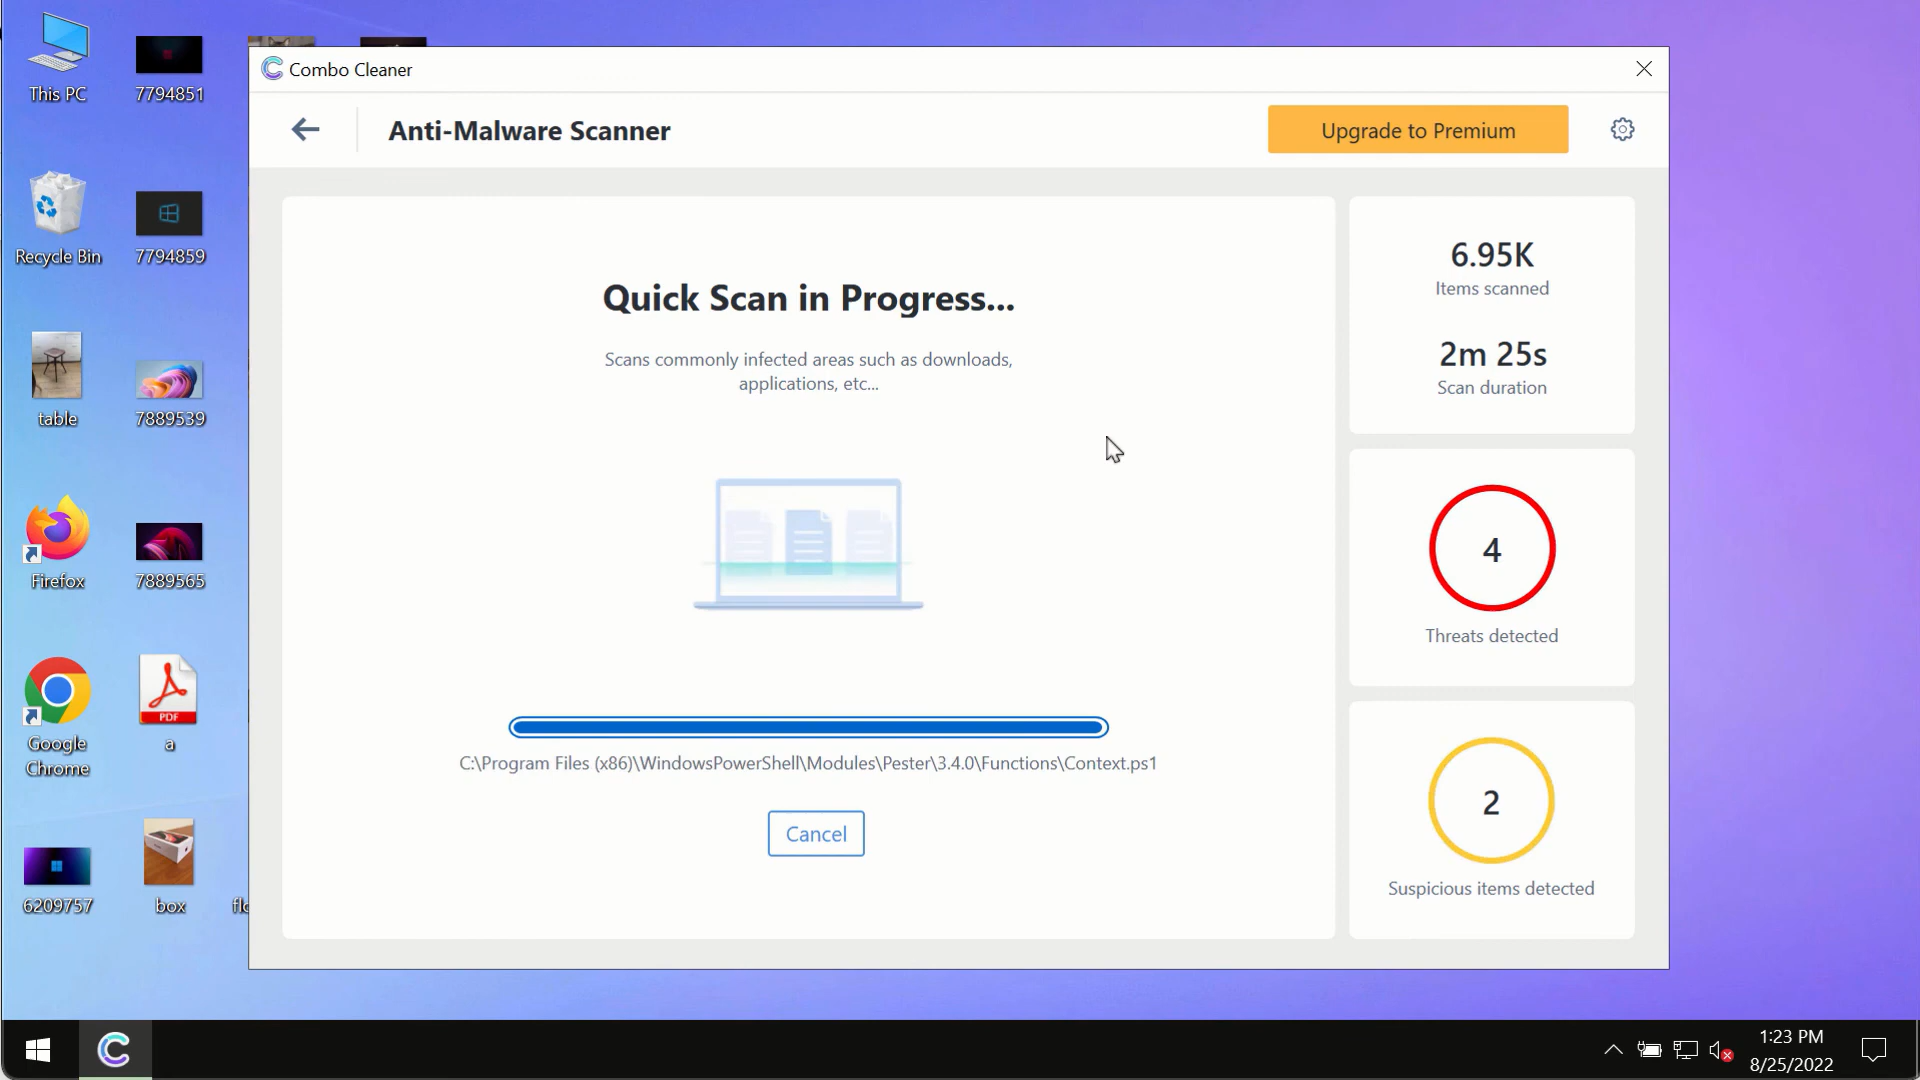 This PC
7794851
Recycle Bin
7794859
table
7889539
Firefox
7889565
Google
Chrome
PDF
a
6209757
box
Combo Cleaner
Anti-Malware Scanner
Upgrade to Premium
Quick Scan in Progress...
Scans commonly infected areas such as downloads,
applications, etc...
C:\Program Files (x86)\WindowsPowerShell\Modules\Pester\3.4.0\Functions\Context.ps1
Cancel
6.95K
Items scanned
2m 25s
Scan duration
4
Threats detected
2
Suspicious items detected
1:23 PM
8/25/2022